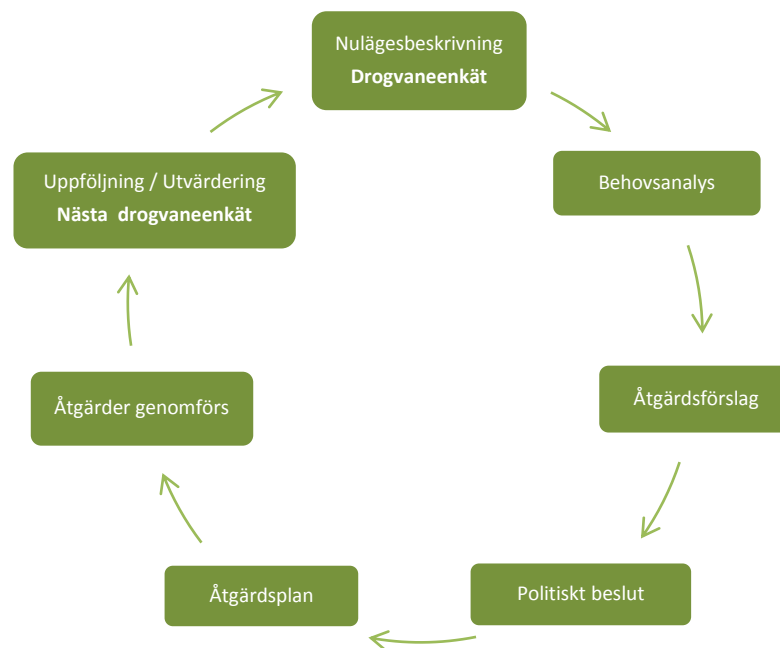 Nulägesbeskrivning
Drogvaneenkät
Behovsanalys
Åtgärdsförslag
Politiskt beslut
Åtgärdsplan
Åtgärder genomförs
Uppföljning / Utvärdering
Nästa drogvaneenkät